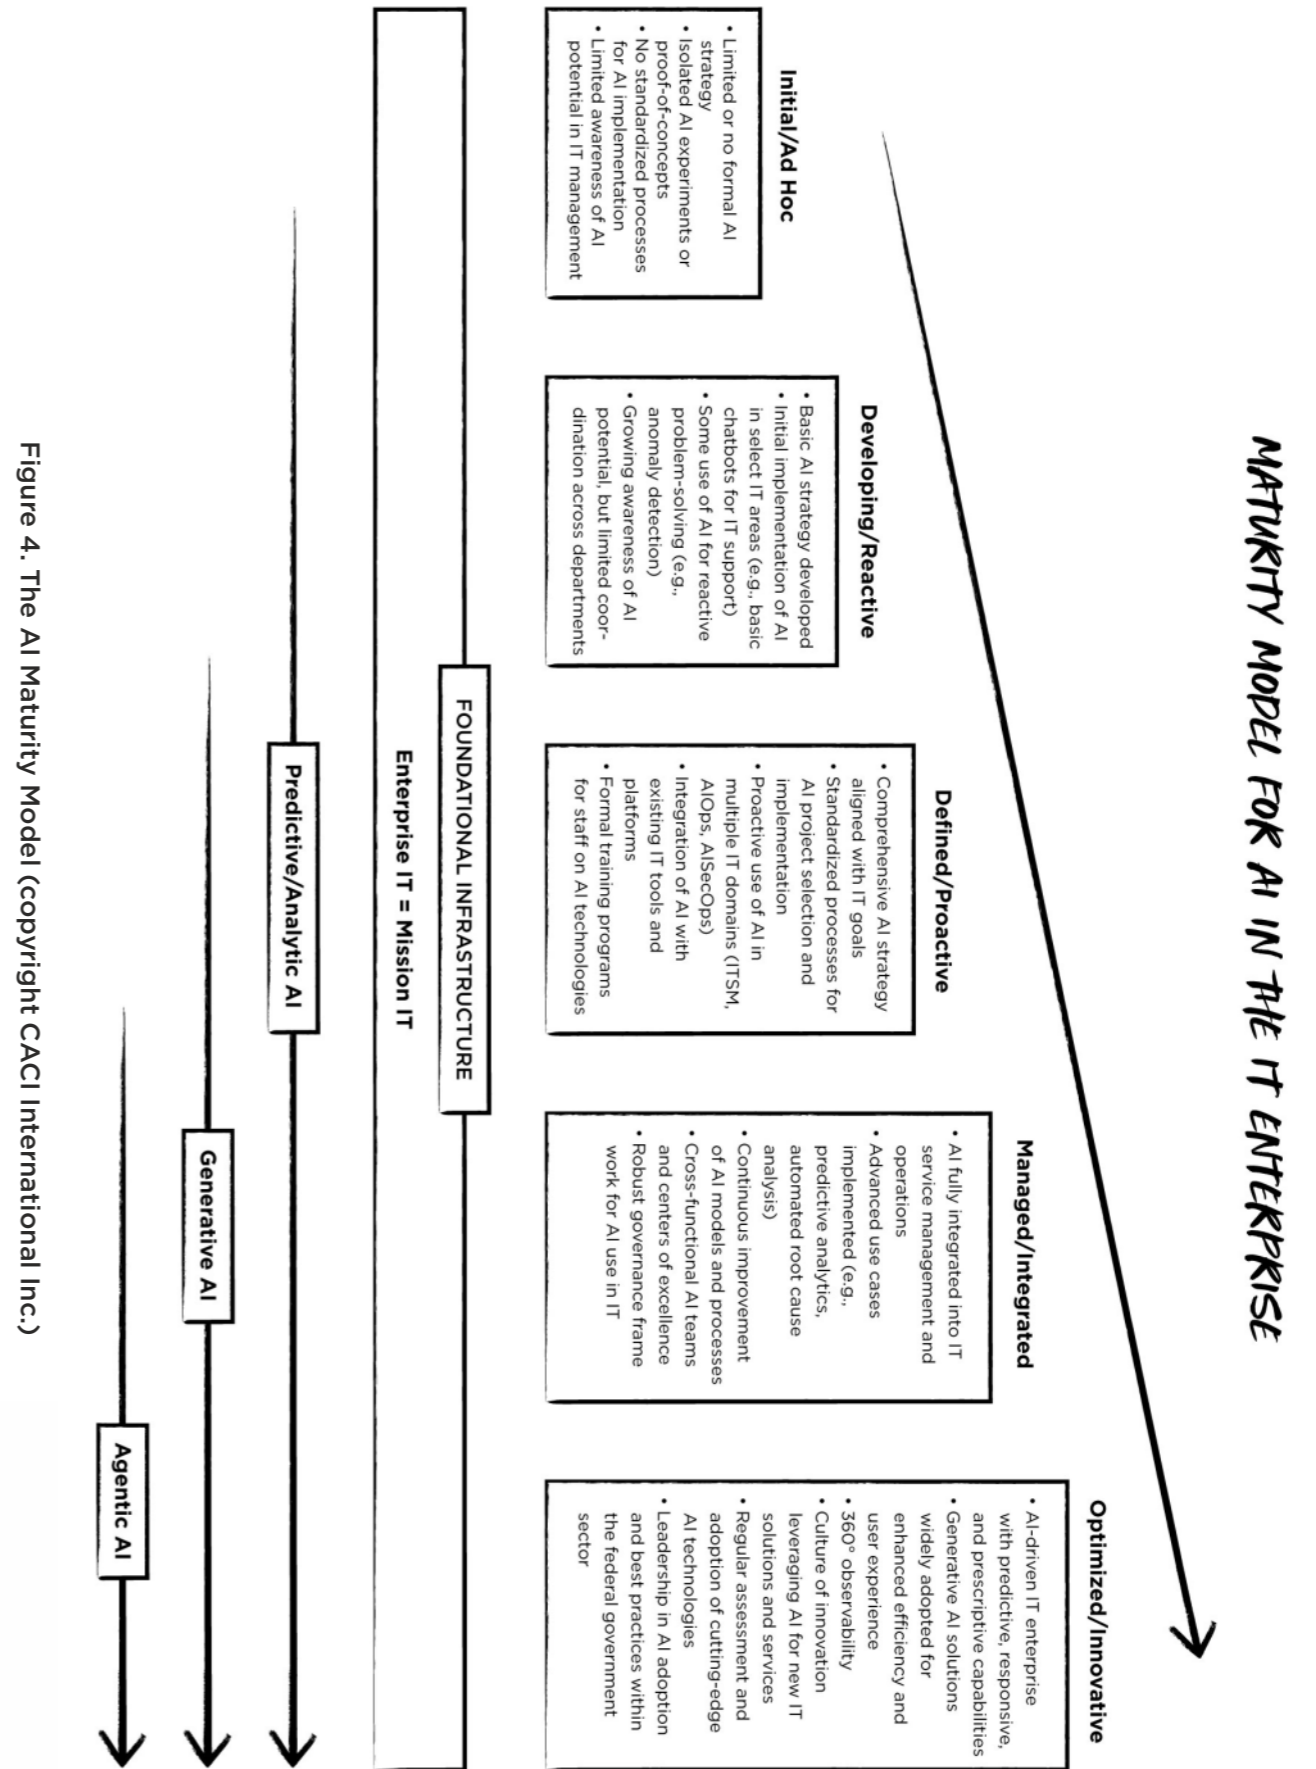 MATURITY MODEL FOR AI IN THE IT ENTERPRISE
Initial/Ad Hoc
• Limited or no formal AI
strategy
• Isolated AI experiments or
proof-of-concepts
• No standardized processes
for AI implementation
• Limited awareness of AI
potential in IT management
Developing/Reactive
• Basic AI strategy developed
• Initial implementation of AI
in select IT areas (e.g., basic
chatbots for IT support)
• Some use of AI for reactive
problem-solving (e.g.,
anomaly detection)
• Growing awareness of AI
potential, but limited coor-
dination across departments
Defined/Proactive
• Comprehensive AI strategy
aligned with IT goals
• Standardized processes for
AI project selection and
implementation
• Proactive use of AI in
multiple IT domains (ITSM,
AIOps, AISecOps)
• Integration of AI with
existing IT tools and
platforms
• Formal training programs
for staff on AI technologies
Managed/Integrated
• AI fully integrated into IT
service management and
operations
• Advanced use cases
implemented (e.g.,
predictive analytics,
automated root cause
analysis)
• Continuous improvement
of AI models and processes
• Cross-functional AI teams
and centers of excellence
• Robust governance frame
work for AI use in IT
Optimized/Innovative
• AI-driven IT enterprise
with predictive, responsive,
and prescriptive capabilities
• Generative AI solutions
widely adopted for
enhanced efficiency and
user experience
• 360° observability
• Culture of innovation
leveraging AI for new IT
solutions and services
• Regular assessment and
adoption of cutting-edge
AI technologies
• Leadership in AI adoption
and best practices within
the federal government
sector
FOUNDATIONAL INFRASTRUCTURE
Enterprise IT = Mission IT
Predictive/Analytic AI
Generative AI
Agentic AI
Figure 4. The AI Maturity Model (copyright CACI International Inc.)